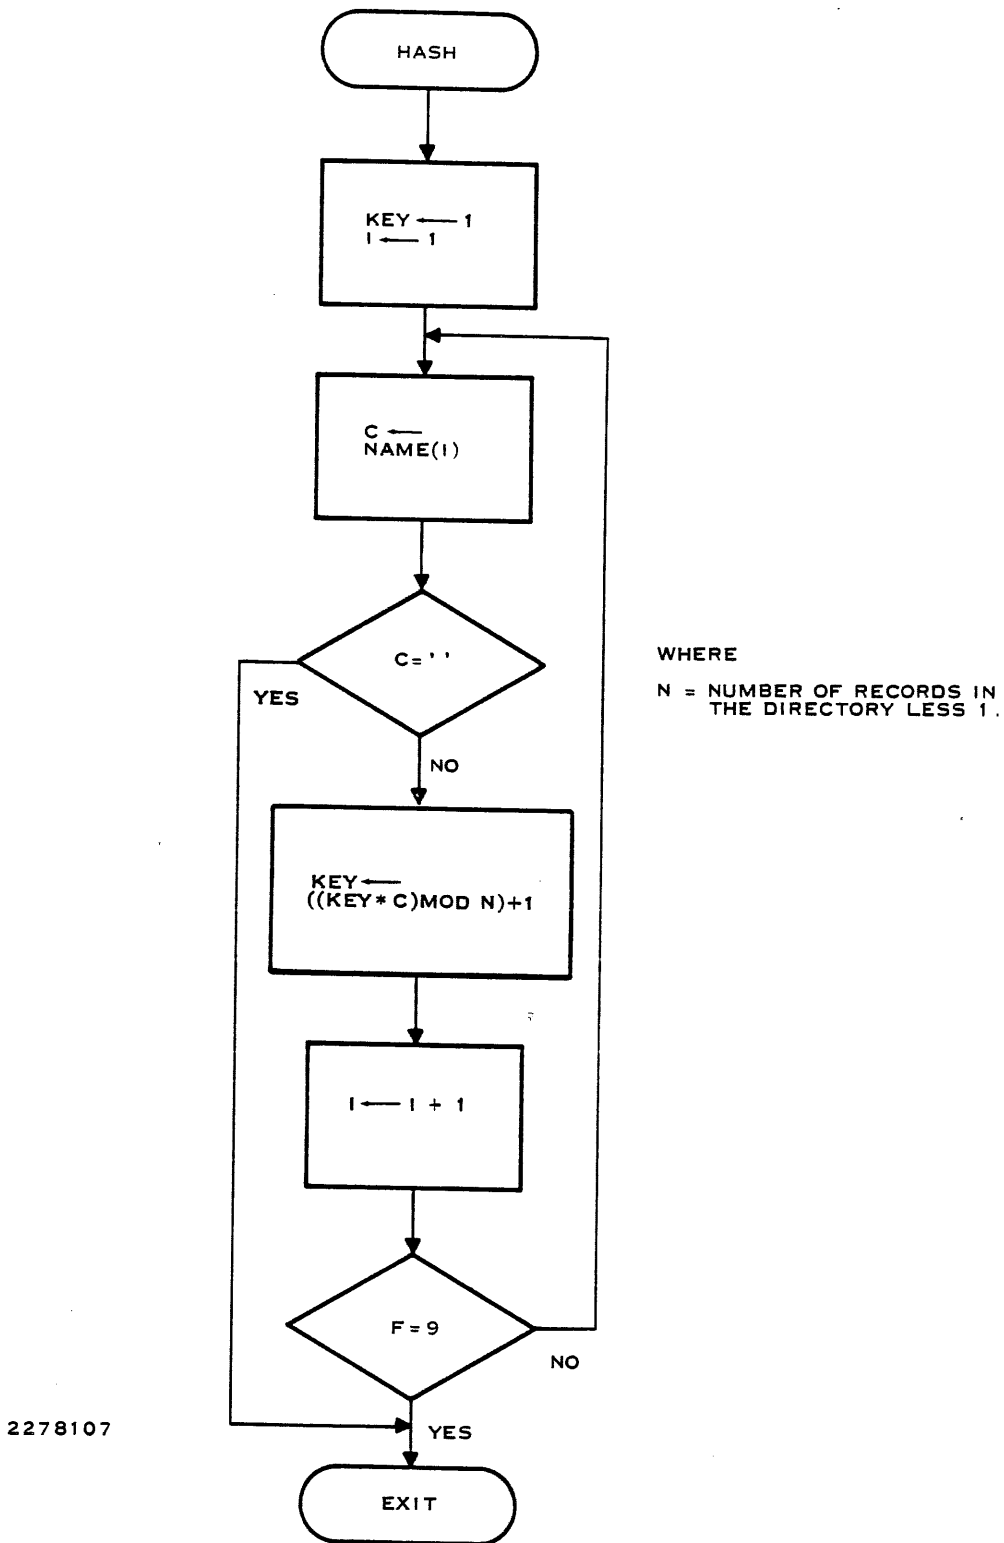 HASH
KEY ← 1
I ← 1
C ←
NAME(I)
C=' '
YES
NO
WHERE
N = NUMBER OF RECORDS IN
THE DIRECTORY LESS 1.
KEY ←
((KEY* C)MOD N)+1
I ← I + 1
F=9
NO
YES
2278107
EXIT